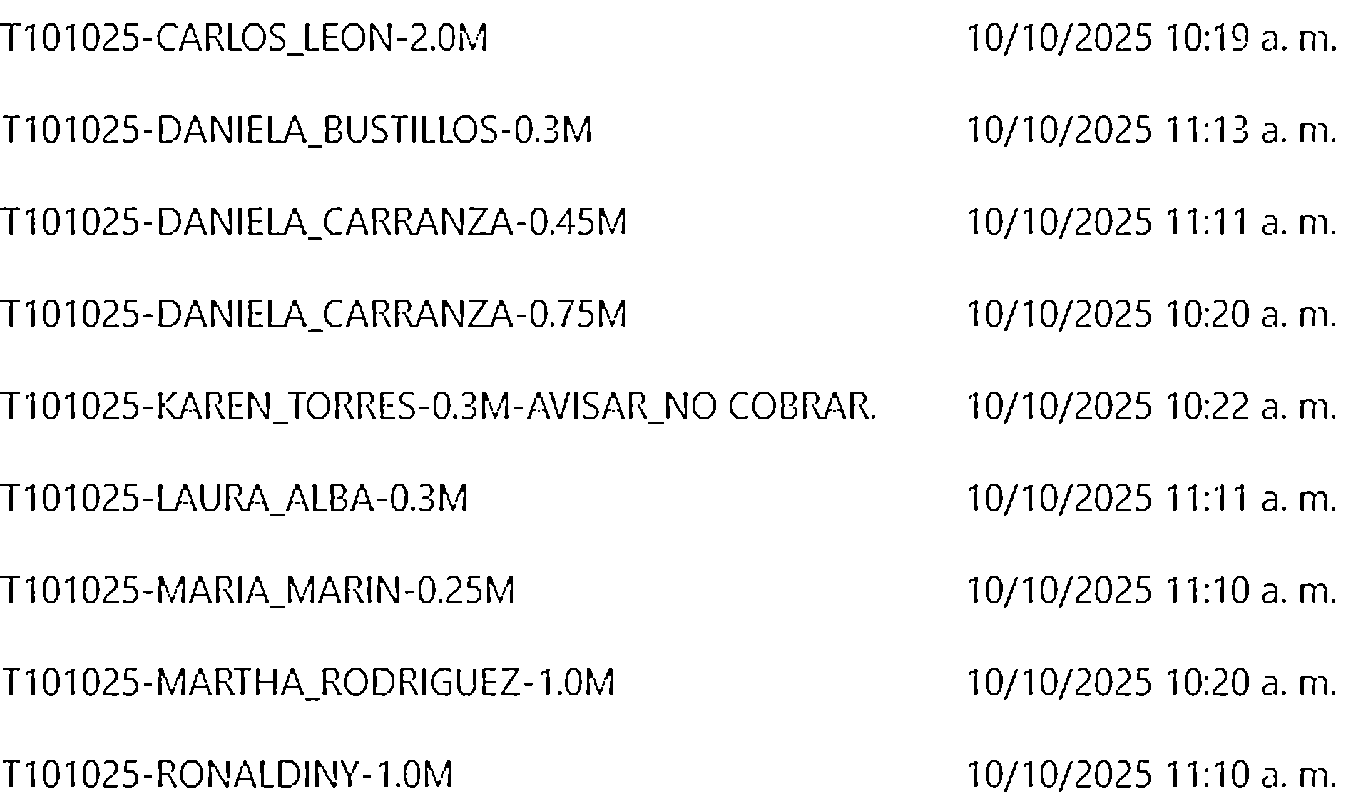 T101025-CARLOS_LEON-2.0M 10/10/2025 10:19 a. m.
T101025-DANIELA_BUSTILLOS-0.3M 10/10/2025 11:13 a. m.
T101025-DANIELA_CARRANZA-0.45M 10/10/2025 11:11 a. m.
T101025-DANIELA_CARRANZA-0.75M 10/10/2025 10:20 a. m.
T101025-KAREN_TORRES-0.3M-AVISAR_NO COBRAR. 10/10/2025 10:22 a. m.
T101025-LAURA_ALBA-0.3M 10/10/2025 11:11 a. m.
T101025-MARIA_MARIN-0.25M 10/10/2025 11:10 a. m.
T101025-MARTHA_RODRIGUEZ-1.0M 10/10/2025 10:20 a. m.
T101025-RONALDINY-1.0M 10/10/2025 11:10 a. m.